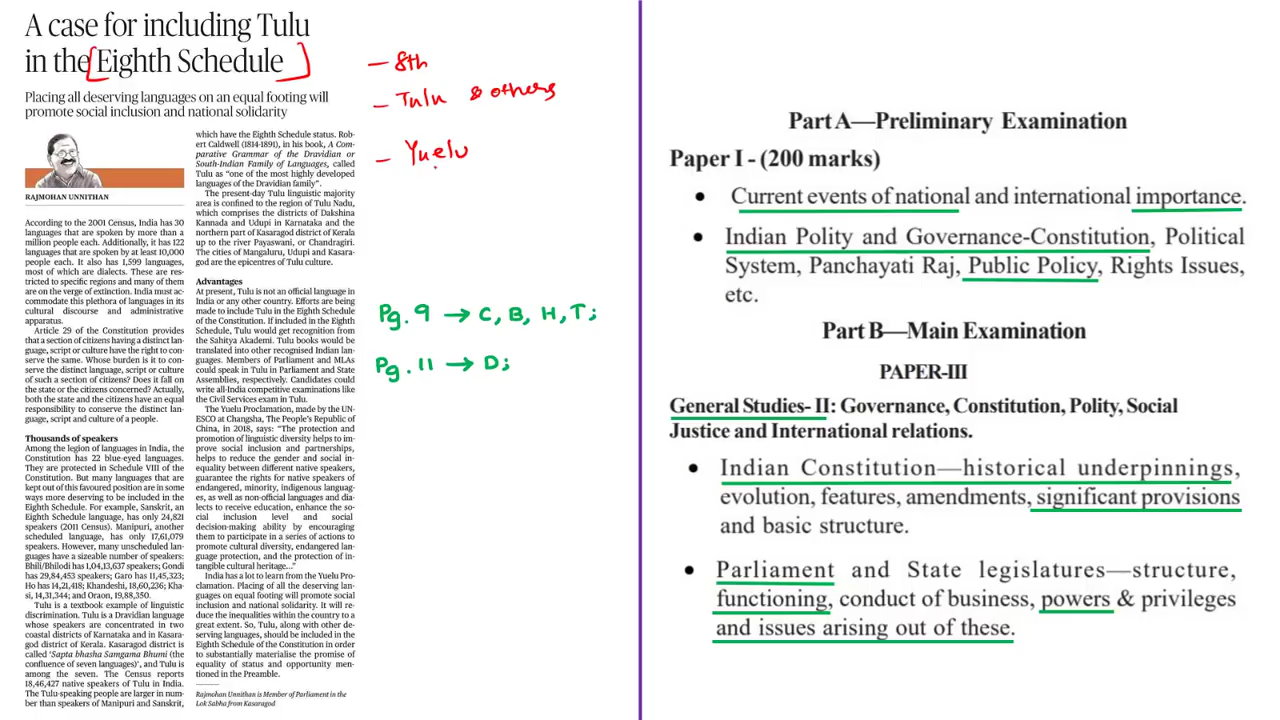 A case for including Tulu
in the [Eighth Schedule]
Placing all deserving languages on an equal footing will
promote social inclusion and national solidarity
RAJMOHAN UNNITHAN
According to the 2001 Census, India has 30
languages that are spoken by more than a
million people each. Additionally, it has 122
languages that are spoken by at least 10,000
people each. It also has 1,599 languages,
most of which are dialects. These are res-
tricted to specific regions and many of them
are on the verge of extinction. India must ac-
commodate this plethora of languages in its
cultural discourse and administrative
apparatus.
Article 29 of the Constitution provides
that a section of citizens having a distinct lan-
guage, script or culture have the right to con-
serve the same. Whose burden is it to con-
serve the distinct language, script or culture
of such a section of citizens? Does it fall on
the state or the citizens concerned? Actually,
both the state and the citizens have an equal
responsibility to conserve the distinct lan-
guage, script and culture of a people.
Thousands of speakers
Among the legion of languages in India, the
Constitution has 22 blue-eyed languages.
They are protected in Schedule VIII of the
Constitution. But many languages that are
kept out of this favoured position are in some
ways more deserving to be included in the
Eighth Schedule. For example, Sanskrit, an
Eighth Schedule language, has only 24,821
speakers (2011 Census). Manipuri, another
scheduled language, has only 17,61,079
speakers. However, many unscheduled lan-
guages have a sizeable number of speakers:
Bhili/Bhilodi has 1,04,13,637 speakers; Gondi
has 29,84,453 speakers; Garo has 11,45,323;
Ho has 14,21,418; Khandeshi, 18,60,236; Kha-
si, 14,31,344; and Oraon, 19,88,350.
Tulu is a textbook example of linguistic
discrimination. Tulu is a Dravidian language
whose speakers are concentrated in two
coastal districts of Karnataka and in Kasara-
god district of Kerala. Kasaragod district is
called ‘Sapta bhasha Samgama Bhumi (the
confluence of seven languages)’, and Tulu is
among the seven. The Census reports
18,46,427 native speakers of Tulu in India.
The Tulu-speaking people are larger in num-
ber than speakers of Manipuri and Sanskrit,
which have the Eighth Schedule status. Rob-
ert Caldwell (1814-1891), in his book, A Com-
parative Grammar of the Dravidian or
South-Indian Family of Languages, called
Tulu as “one of the most highly developed
languages of the Dravidian family”.
The present-day Tulu linguistic majority
area is confined to the region of Tulu Nadu,
which comprises the districts of Dakshina
Kannada and Udupi in Karnataka and the
northern part of Kasaragod district of Kerala
up to the river Payaswani, or Chandragiri.
The cities of Mangaluru, Udupi and Kasara-
god are the epicentres of Tulu culture.
Advantages
At present, Tulu is not an official language in
India or any other country. Efforts are being
made to include Tulu in the Eighth Schedule
of the Constitution. If included in the Eighth
Schedule, Tulu would get recognition from
the Sahitya Akademi. Tulu books would be
translated into other recognised Indian lan-
guages. Members of Parliament and MLAs
could speak in Tulu in Parliament and State
Assemblies, respectively. Candidates could
write all-India competitive examinations like
the Civil Services exam in Tulu.
The Yuelu Proclamation, made by the UN-
ESCO at Changsha, The People’s Republic of
China, in 2018, says: “The protection and
promotion of linguistic diversity helps to im-
prove social inclusion and partnerships,
helps to reduce the gender and social in-
equality between different native speakers,
guarantee the rights for native speakers of
endangered, minority, indigenous languag-
es, as well as non-official languages and dia-
lects to receive education, enhance the so-
cial inclusion level and social
decision-making ability by encouraging
them to participate in a series of actions to
promote cultural diversity, endangered lan-
guage protection, and the protection of in-
tangible cultural heritage...”
India has a lot to learn from the Yuelu Pro-
clamation. Placing of all the deserving lan-
guages on equal footing will promote social
inclusion and national solidarity. It will re-
duce the inequalities within the country to a
great extent. So, Tulu, along with other de-
serving languages, should be included in the
Eighth Schedule of the Constitution in order
to substantially materialise the promise of
equality of status and opportunity men-
tioned in the Preamble.
Rajmohan Unnithan is Member of Parliament in the
Lok Sabha from Kasaragod
- 8th
- Tulu & others
- Yuelu
Pg. 9 → C, B, H, T;
Pg. 11 → D;
Part A—Preliminary Examination
Paper I - (200 marks)
• Current events of national and international importance.
• Indian Polity and Governance-Constitution, Political
System, Panchayati Raj, Public Policy, Rights Issues,
etc.
Part B—Main Examination
PAPER-III
General Studies- II: Governance, Constitution, Polity, Social
Justice and International relations.
• Indian Constitution—historical underpinnings,
evolution, features, amendments, significant provisions
and basic structure.
• Parliament and State legislatures—structure,
functioning, conduct of business, powers & privileges
and issues arising out of these.